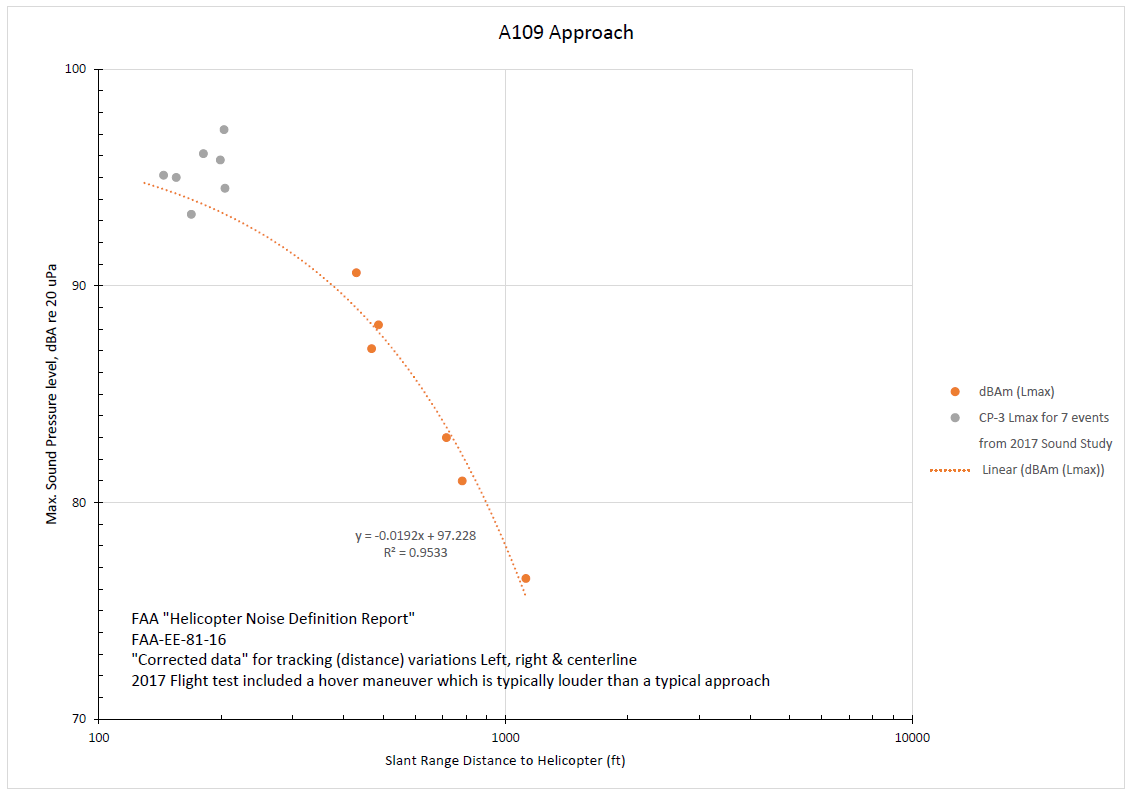 A109 Approach
100
90
80
70
Max. Sound Pressure level, dBA re 20 uPa
y = -0.0192x + 97.228
R² = 0.9533
FAA "Helicopter Noise Definition Report"
FAA-EE-81-16
"Corrected data" for tracking (distance) variations Left, right & centerline
2017 Flight test included a hover maneuver which is typically louder than a typical approach
100
1000
10000
Slant Range Distance to Helicopter (ft)
dBAm (Lmax)
CP-3 Lmax for 7 events
from 2017 Sound Study
Linear (dBAm (Lmax))